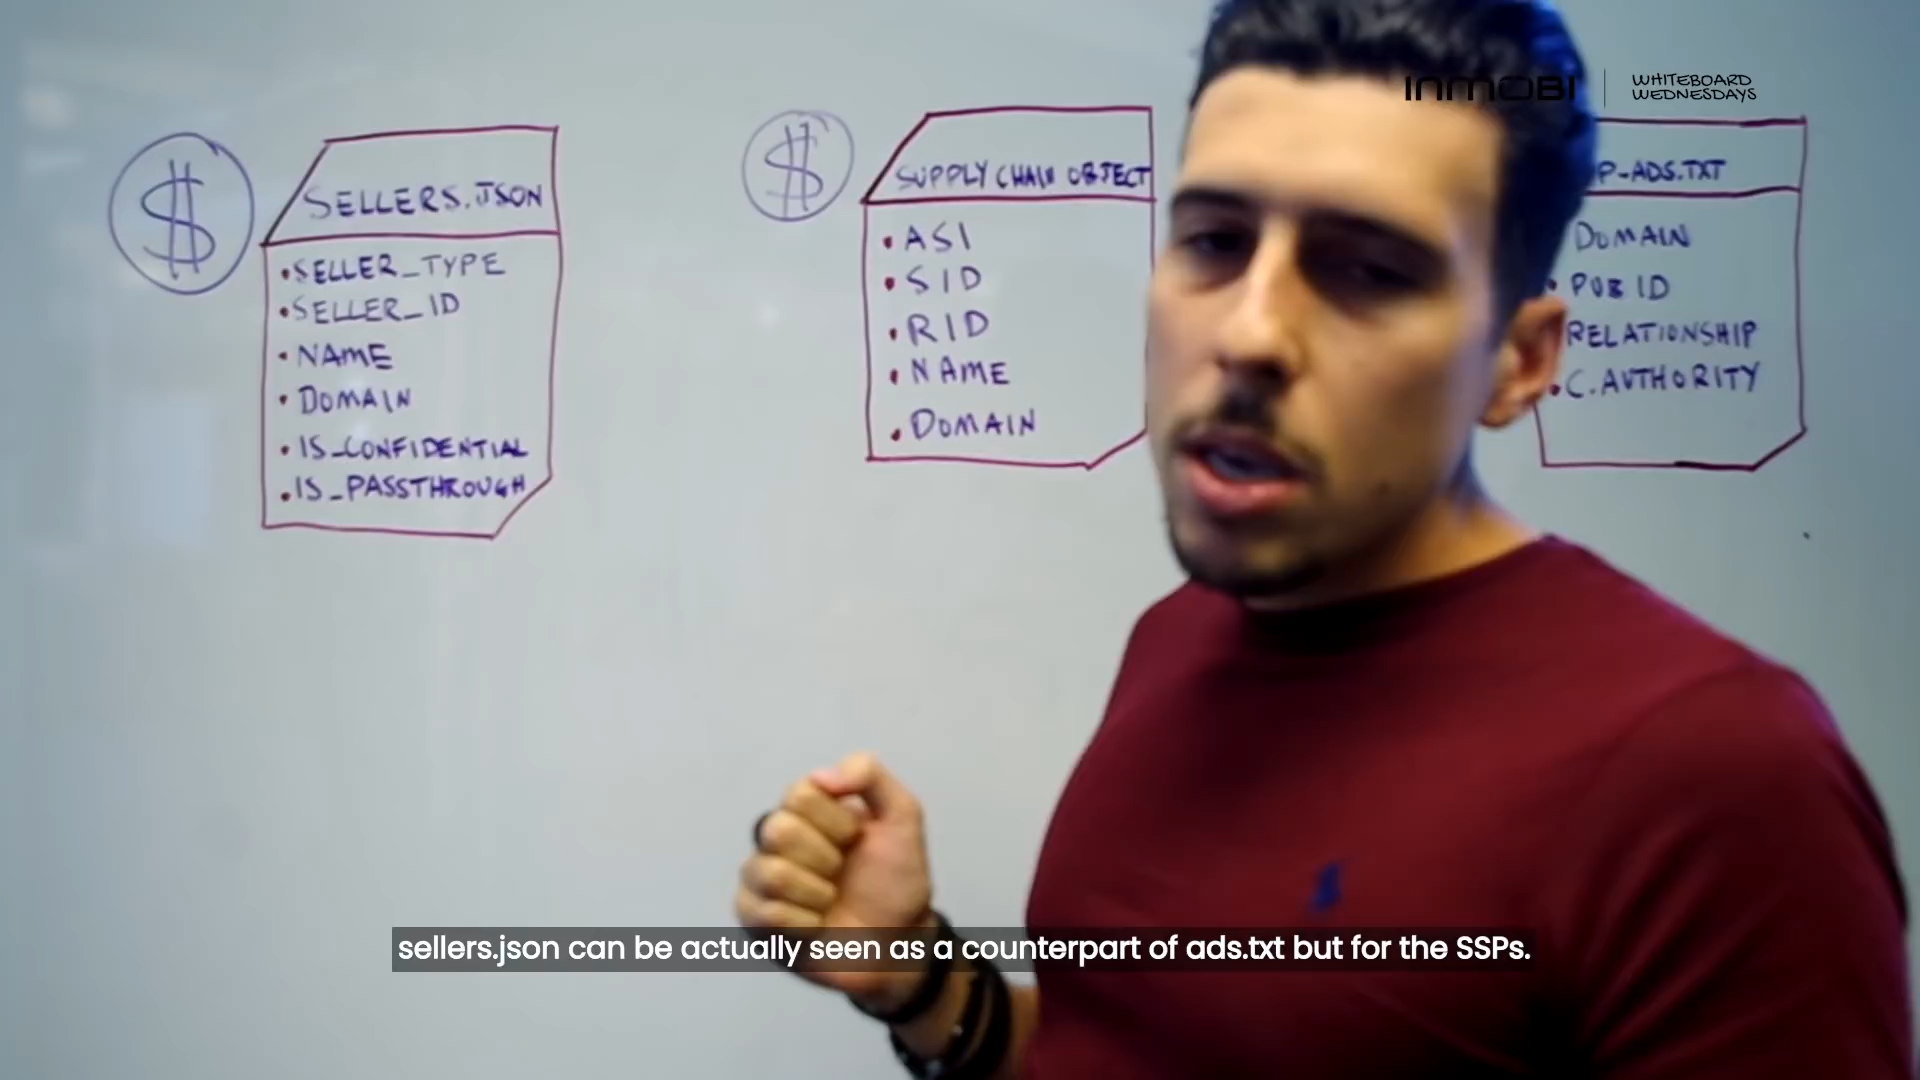 INMOBI
WHITEBOARD
WEDNESDAYS
$
SELLERS.JSON
•SELLER_TYPE
•SELLER_ID
•NAME
•DOMAIN
•IS_CONFIDENTIAL
•IS_PASSTHROUGH
$
SUPPLY CHAIN OBJECT
•ASI
•SID
•RID
•NAME
•DOMAIN
P-ADS.TXT
DOMAIN
•PUB ID
RELATIONSHIP
•C.AUTHORITY
sellers.json can be actually seen as a counterpart of ads.txt but for the SSPs.